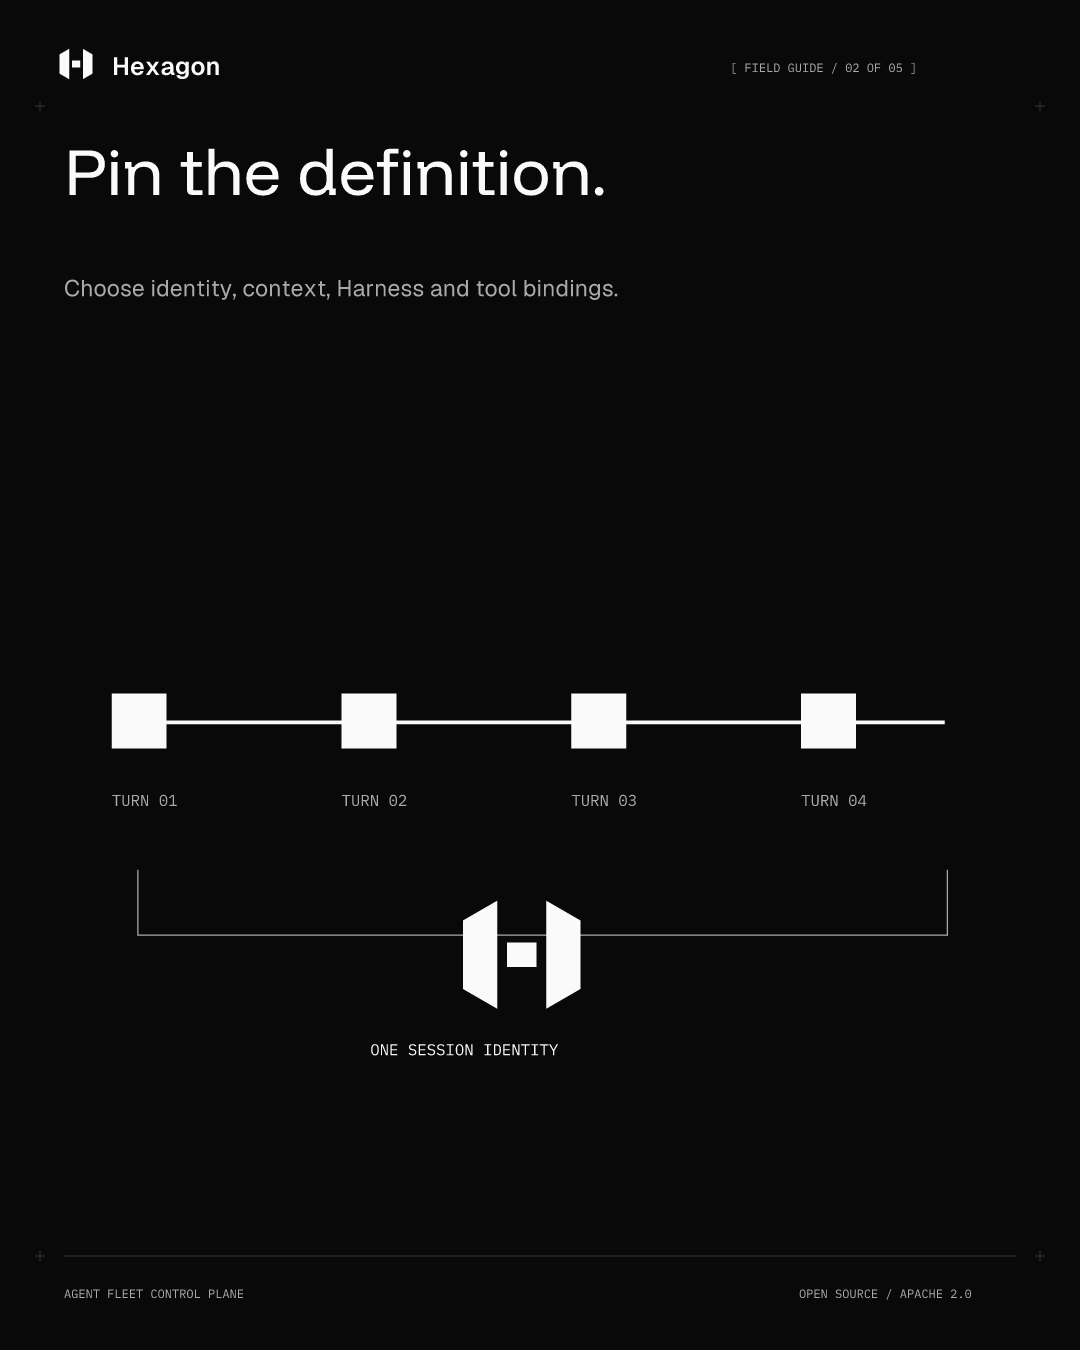 Hexagon
[ FIELD GUIDE / 02 OF 05 ]
Pin the definition.
Choose identity, context, Harness and tool bindings.
TURN 01
TURN 02
TURN 03
TURN 04
ONE SESSION IDENTITY
AGENT FLEET CONTROL PLANE
OPEN SOURCE / APACHE 2.0